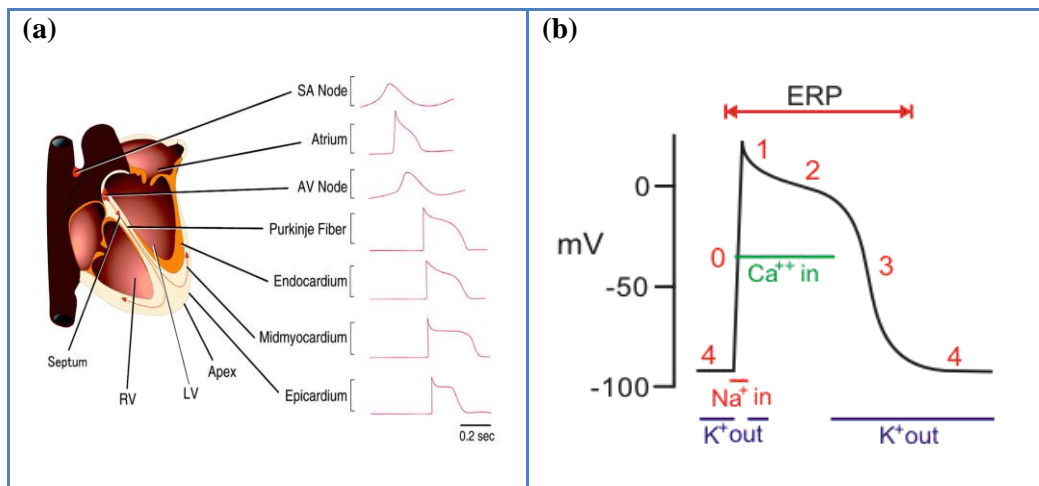 (a)
SA Node
Atrium
AV Node
Purkinje Fiber
Endocardium
Midmyocardium
Epicardium
Septum
RV
LV
Apex
0.2 sec
(b)
ERP
1
2
0
mV
0
3
Ca++ in
-50
4
4
-100
Na+ in
K+out
K+out